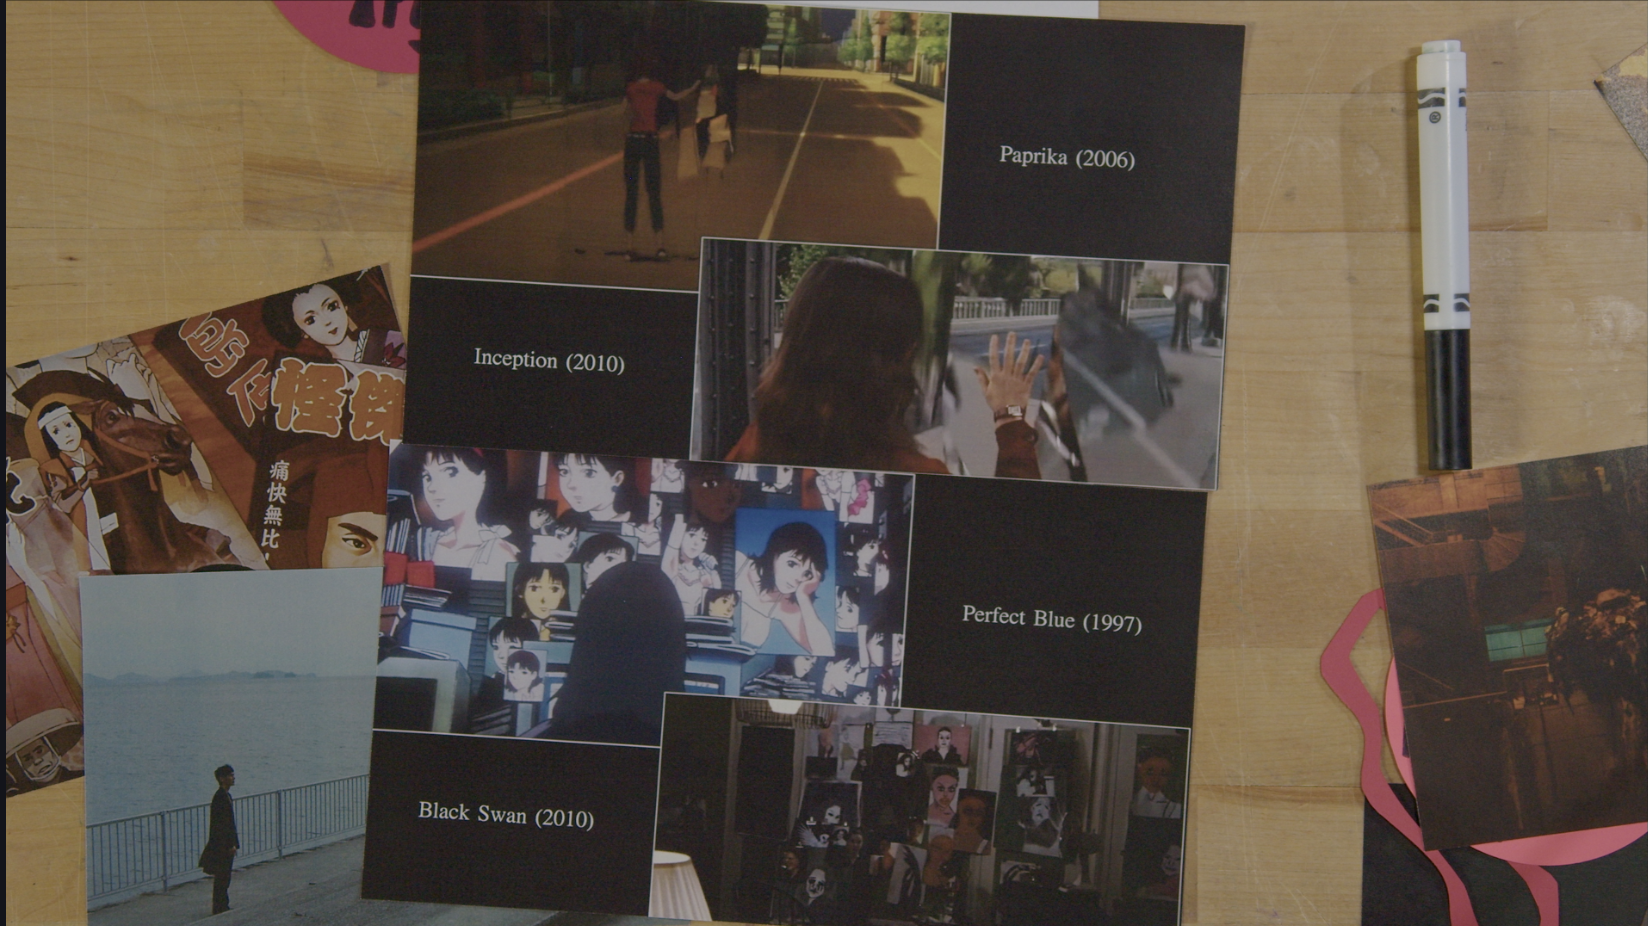 Paprika (2006)
Inception (2010)
怪傑
痛快無比!
Perfect Blue (1997)
Black Swan (2010)